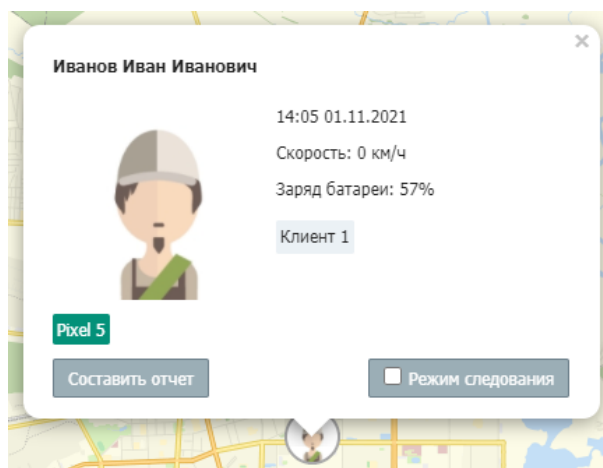 Иванов Иван Иванович
14:05 01.11.2021
Скорость: 0 км/ч
Заряд батареи: 57%
Клиент 1
Pixel 5
Составить отчет
Режим следования